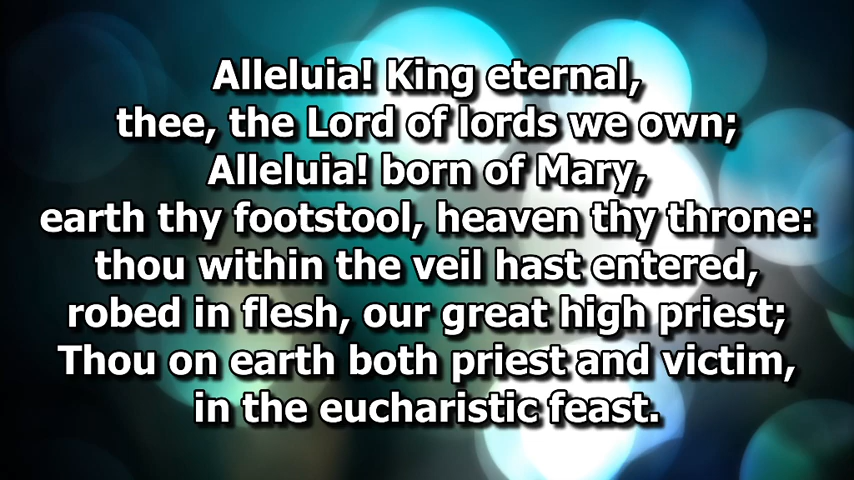 Alleluia! King eternal,
thee, the Lord of lords we own;
Alleluia! born of Mary,
earth thy footstool, heaven thy throne:
thou within the veil hast entered,
robed in flesh, our great high priest;
Thou on earth both priest and victim,
in the eucharistic feast.